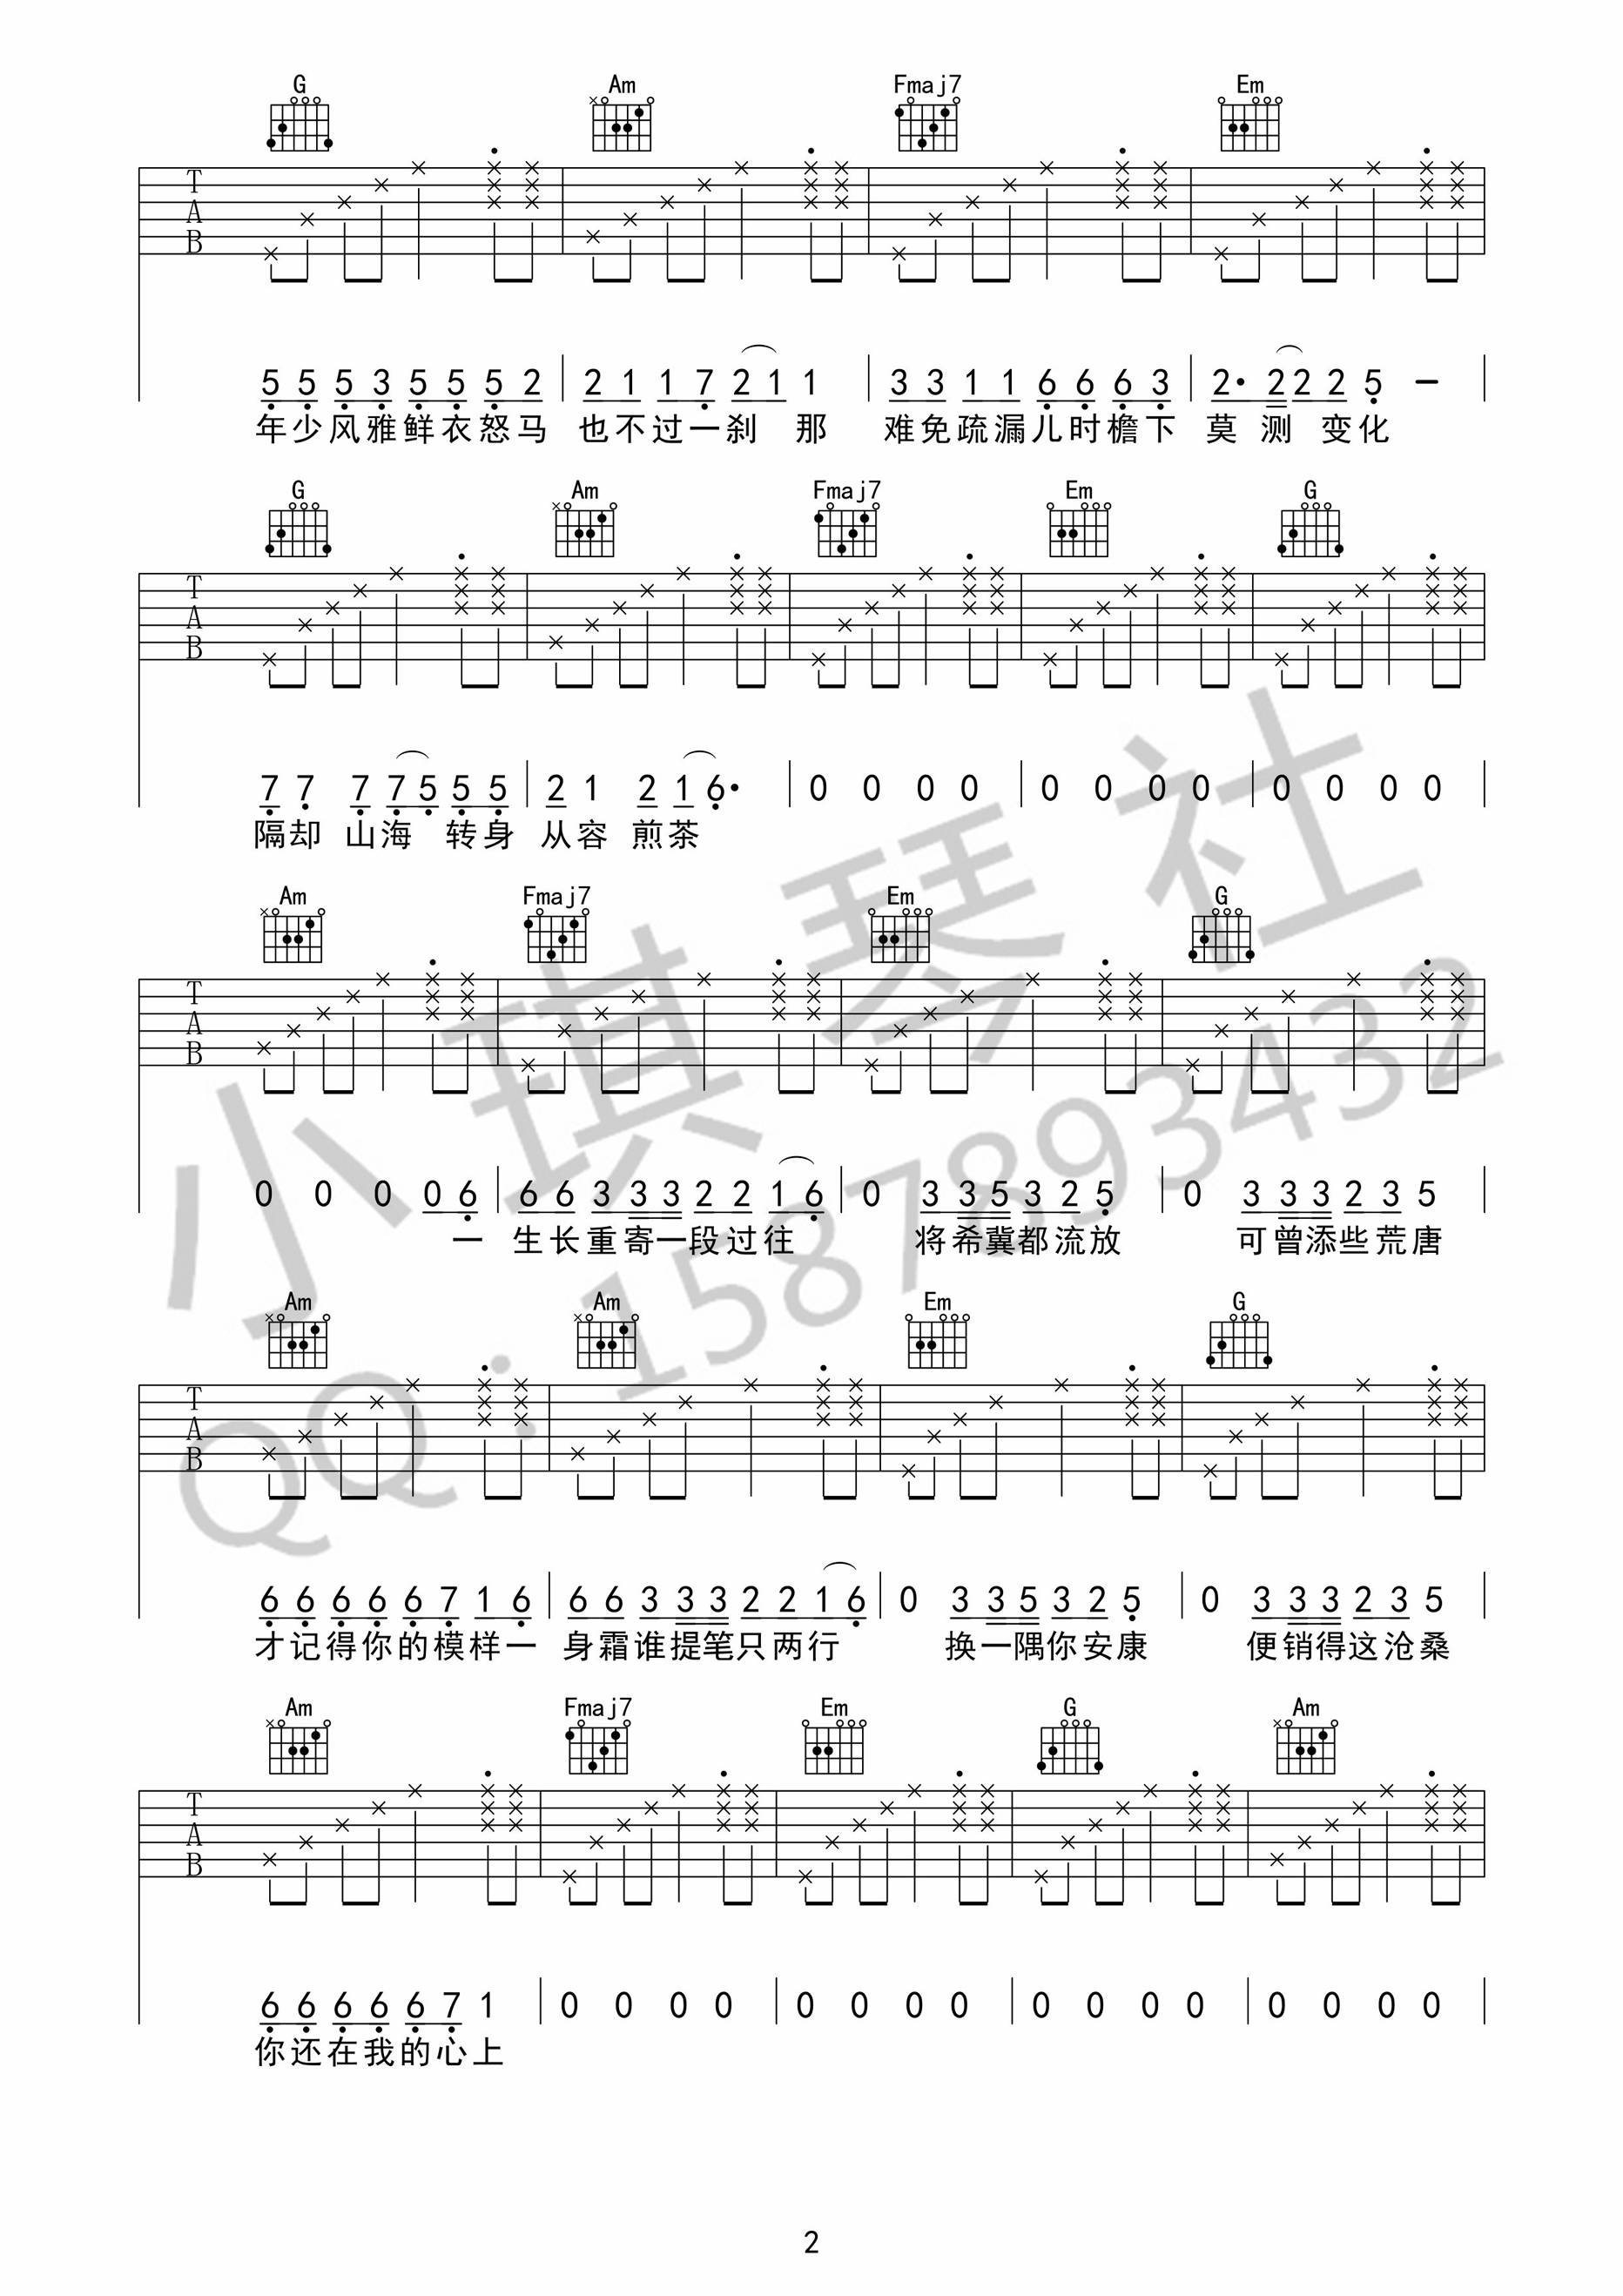 G Am Fmaj7 Em
T
A
B
5 5 5 3 5 5 5 2 2 1 1 7 2 1 1 3 3 1 1 6 6 6 3 2· 2 2 2 5 –
年少风雅鲜衣怒马 也不过一刹 那 难免疏漏儿时檐下 莫 测 变化
G Am Fmaj7 Em G
T
A
B
7 7 7 7 5 5 5 2 1 2 1 6· 0 0 0 0 0 0 0 0 0 0 0 0
隔却 山海 转身 从容 煎茶
Am Fmaj7 Em G
T
A
B
0 0 0 0 6 6 6 3 3 3 2 2 1 6 0 3 3 5 3 2 5 0 3 3 3 2 3 5
一 生长重寄一段过往 将希冀都流放 可曾添些荒唐
Am Am Em G
T
A
B
6 6 6 6 6 7 1 6 6 6 3 3 3 2 2 1 6 0 3 3 5 3 2 5 0 3 3 3 2 3 5
才记得你的模样一 身霜谁提笔只两行 换一隅你安康 便销得这沧桑
Am Fmaj7 Em G Am
T
A
B
6 6 6 6 6 7 1 0 0 0 0 0 0 0 0 0 0 0 0 0 0 0 0
你还在我的心上
小琪琴社
QQ:1587893432
2